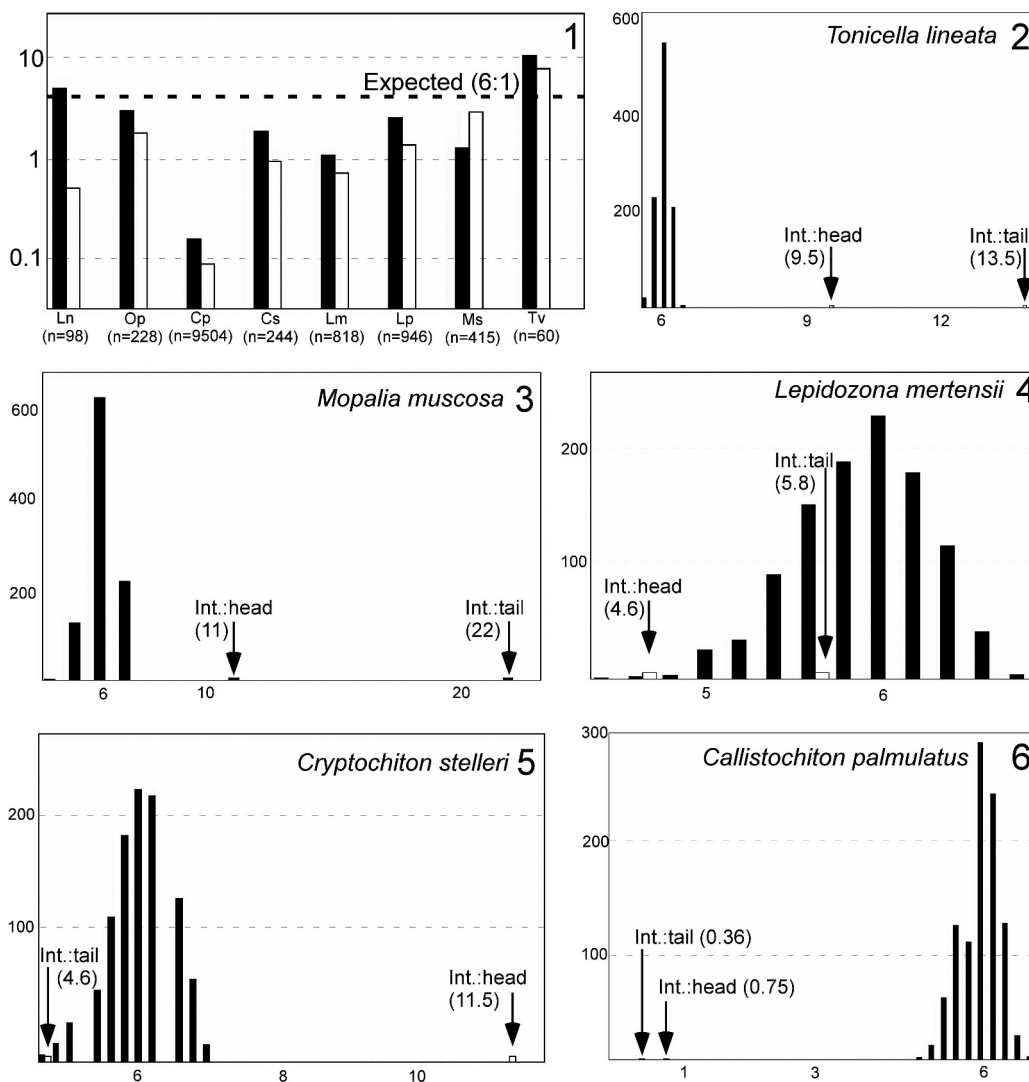 1
10
Expected (6:1)
1
0.1
Ln Op Cp Cs Lm Lp Ms Tv
(n=98) (n=228) (n=9504) (n=244) (n=818) (n=946) (n=415) (n=60)
Tonicella lineata 2
600
400
200
Int.:head
(9.5)
Int.:tail
(13.5)
6 9 12
Mopalia muscosa 3
600
400
200
Int.:head
(11)
Int.:tail
(22)
6 10 20
Lepidozona mertensii 4
200
100
Int.:tail
(5.8)
Int.:head
(4.6)
5 6
Cryptochiton stelleri 5
200
100
Int.:tail
(4.6)
Int.:head
(11.5)
6 8 10
Callistochiton palmulatus 6
300
200
100
Int.:tail (0.36)
Int.:head (0.75)
1 3 6